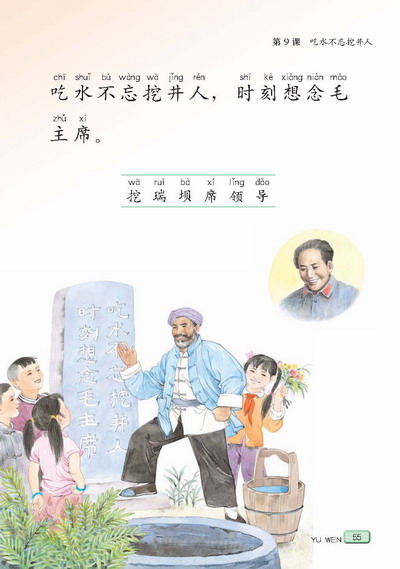 第9课 吃水不忘挖井人
chī shuǐ bú wàng wā jǐng rén shí kè xiǎng niàn máo
吃水不忘挖井人，时刻想念毛
zhǔ xí
主席。
wā ruì bà xí lǐng dǎo
挖瑞坝席领导
吃水不忘挖井人
时刻想念毛主席
YU WEN 55